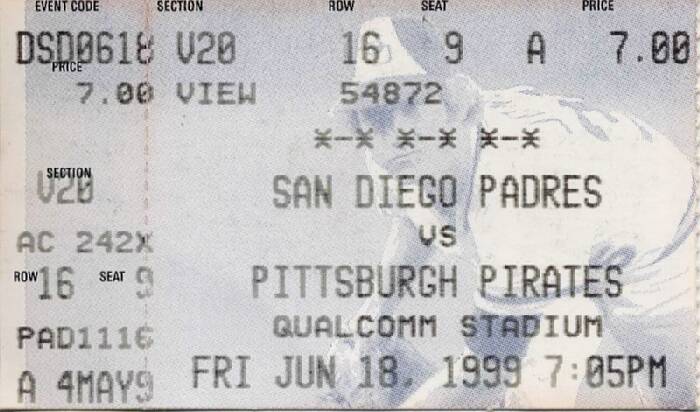 EVENT CODE SECTION ROW SEAT PRICE
DSD0618 V20 16 9 A 7.00
PRICE
7.00 VIEW 54872
*-* *-* *-*
SECTION
V20 SAN DIEGO PADRES
AC 242X VS
ROW 16 SEAT 9 PITTSBURGH PIRATES
PAD1116 QUALCOMM STADIUM
A 4MAY9 FRI JUN 18, 1999 7:05PM